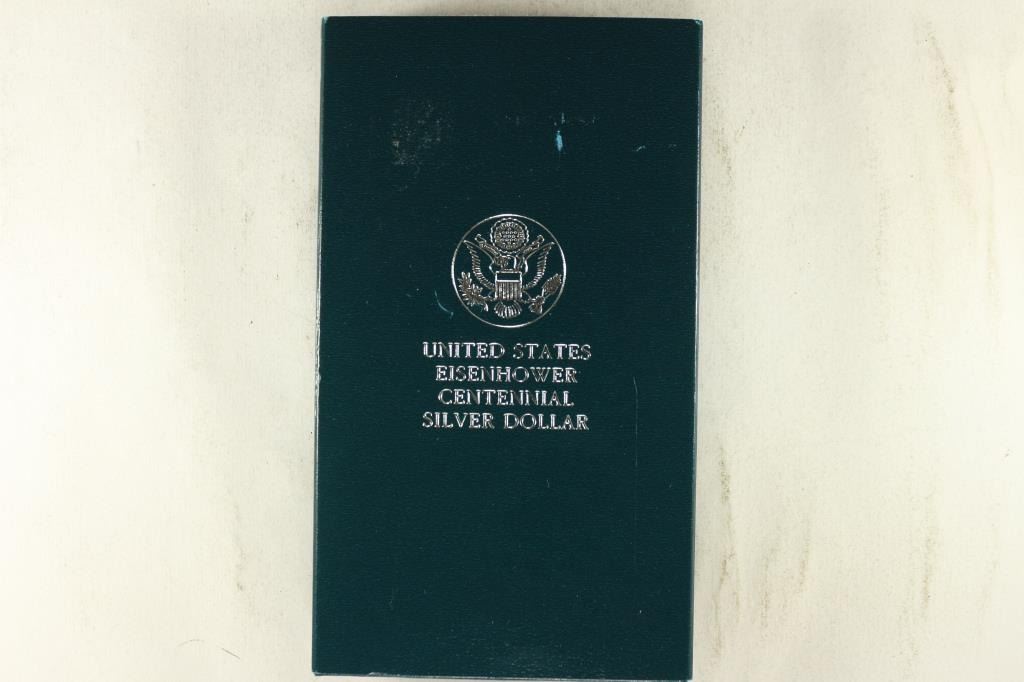 UNITED STATES
EISENHOWER
CENTENNIAL
SILVER DOLLAR